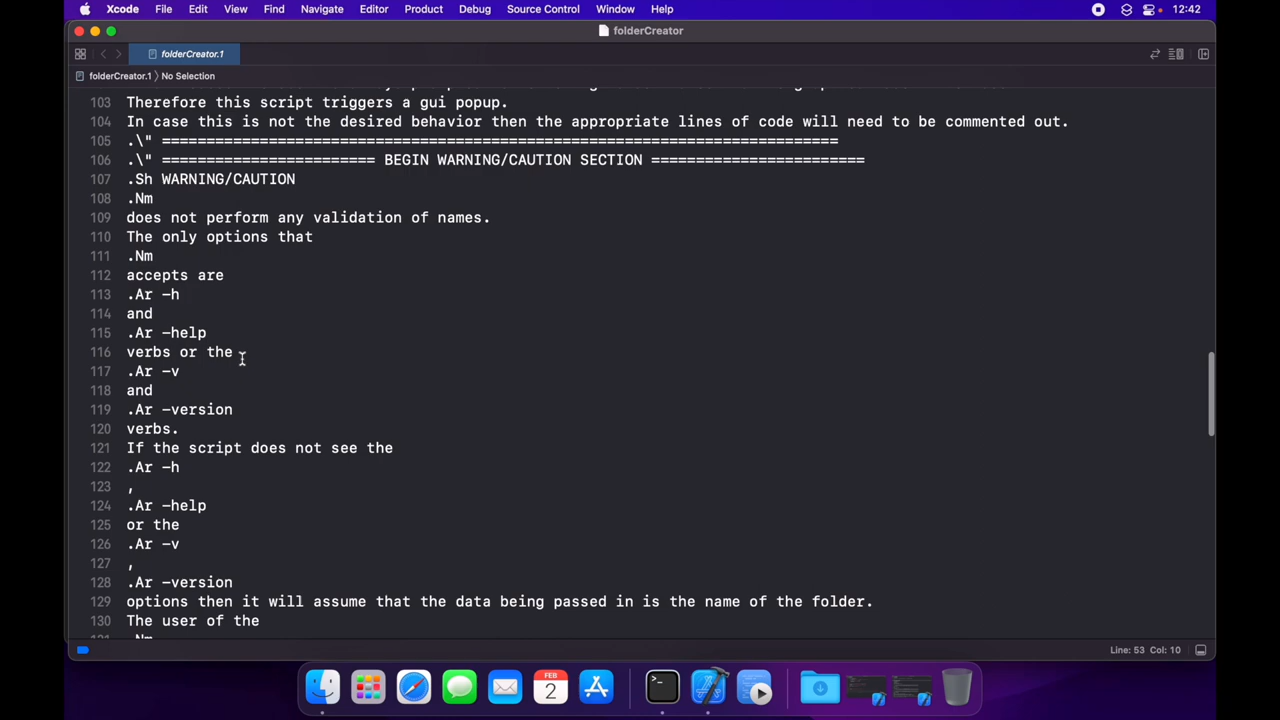 Xcode File Edit View Find Navigate Editor Product Debug Source Control Window Help 12:42
folderCreator
folderCreator.1
folderCreator.1 〉 No Selection
103 Therefore this script triggers a gui popup.
104 In case this is not the desired behavior then the appropriate lines of code will need to be commented out.
105 .\" ============================================================================
106 .\" ======================== BEGIN WARNING/CAUTION SECTION ========================
107 .Sh WARNING/CAUTION
108 .Nm
109 does not perform any validation of names.
110 The only options that
111 .Nm
112 accepts are
113 .Ar -h
114 and
115 .Ar -help
116 verbs or the
117 .Ar -v
118 and
119 .Ar -version
120 verbs.
121 If the script does not see the
122 .Ar -h
123 ,
124 .Ar -help
125 or the
126 .Ar -v
127 ,
128 .Ar -version
129 options then it will assume that the data being passed in is the name of the folder.
130 The user of the
Line: 53 Col: 10
FEB
2